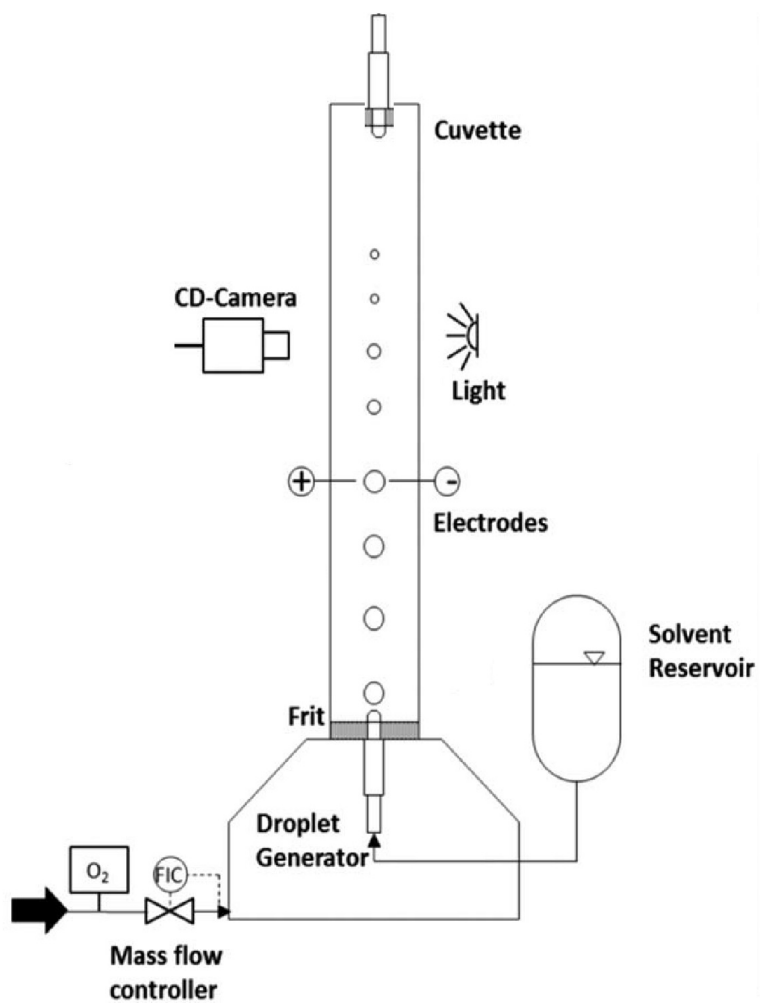 Cuvette
CD-Camera
Light
+
-
Electrodes
Solvent
Reservoir
Frit
Droplet
Generator
O₂
FIC
Mass flow
controller